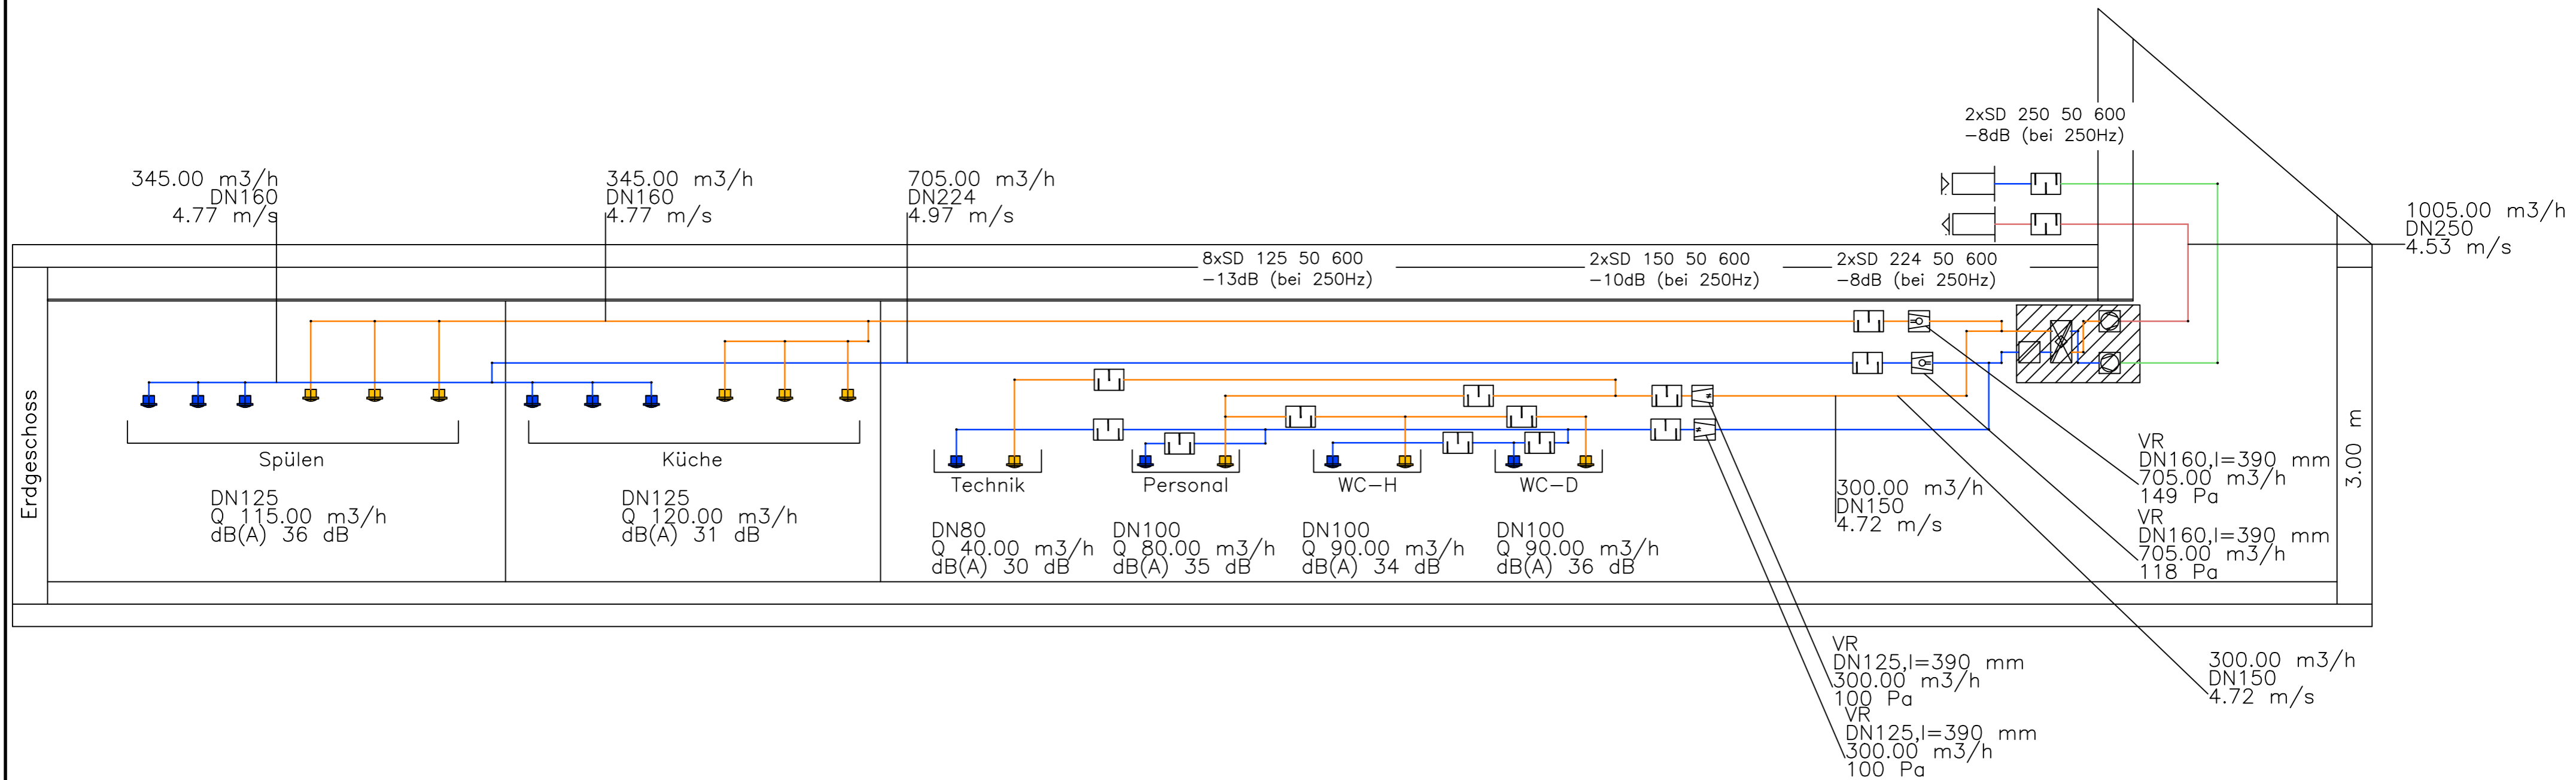 2xSD 250 50 600
-8dB (bei 250Hz)
345.00 m3/h
DN160
4.77 m/s
345.00 m3/h
DN160
4.77 m/s
705.00 m3/h
DN224
4.97 m/s
1005.00 m3/h
DN250
4.53 m/s
8xSD 125 50 600
-13dB (bei 250Hz)
2xSD 150 50 600
-10dB (bei 250Hz)
2xSD 224 50 600
-8dB (bei 250Hz)
Erdgeschoss
Spülen
DN125
Q 115.00 m3/h
dB(A) 36 dB
Küche
DN125
Q 120.00 m3/h
dB(A) 31 dB
Technik
DN80
Q 40.00 m3/h
dB(A) 30 dB
Personal
DN100
Q 80.00 m3/h
dB(A) 35 dB
WC-H
DN100
Q 90.00 m3/h
dB(A) 34 dB
WC-D
DN100
Q 90.00 m3/h
dB(A) 36 dB
300.00 m3/h
DN150
4.72 m/s
VR
DN160,l=390 mm
705.00 m3/h
149 Pa
VR
DN160,l=390 mm
705.00 m3/h
118 Pa
3.00 m
VR
DN125,l=390 mm
300.00 m3/h
100 Pa
VR
DN125,l=390 mm
300.00 m3/h
100 Pa
300.00 m3/h
DN150
4.72 m/s